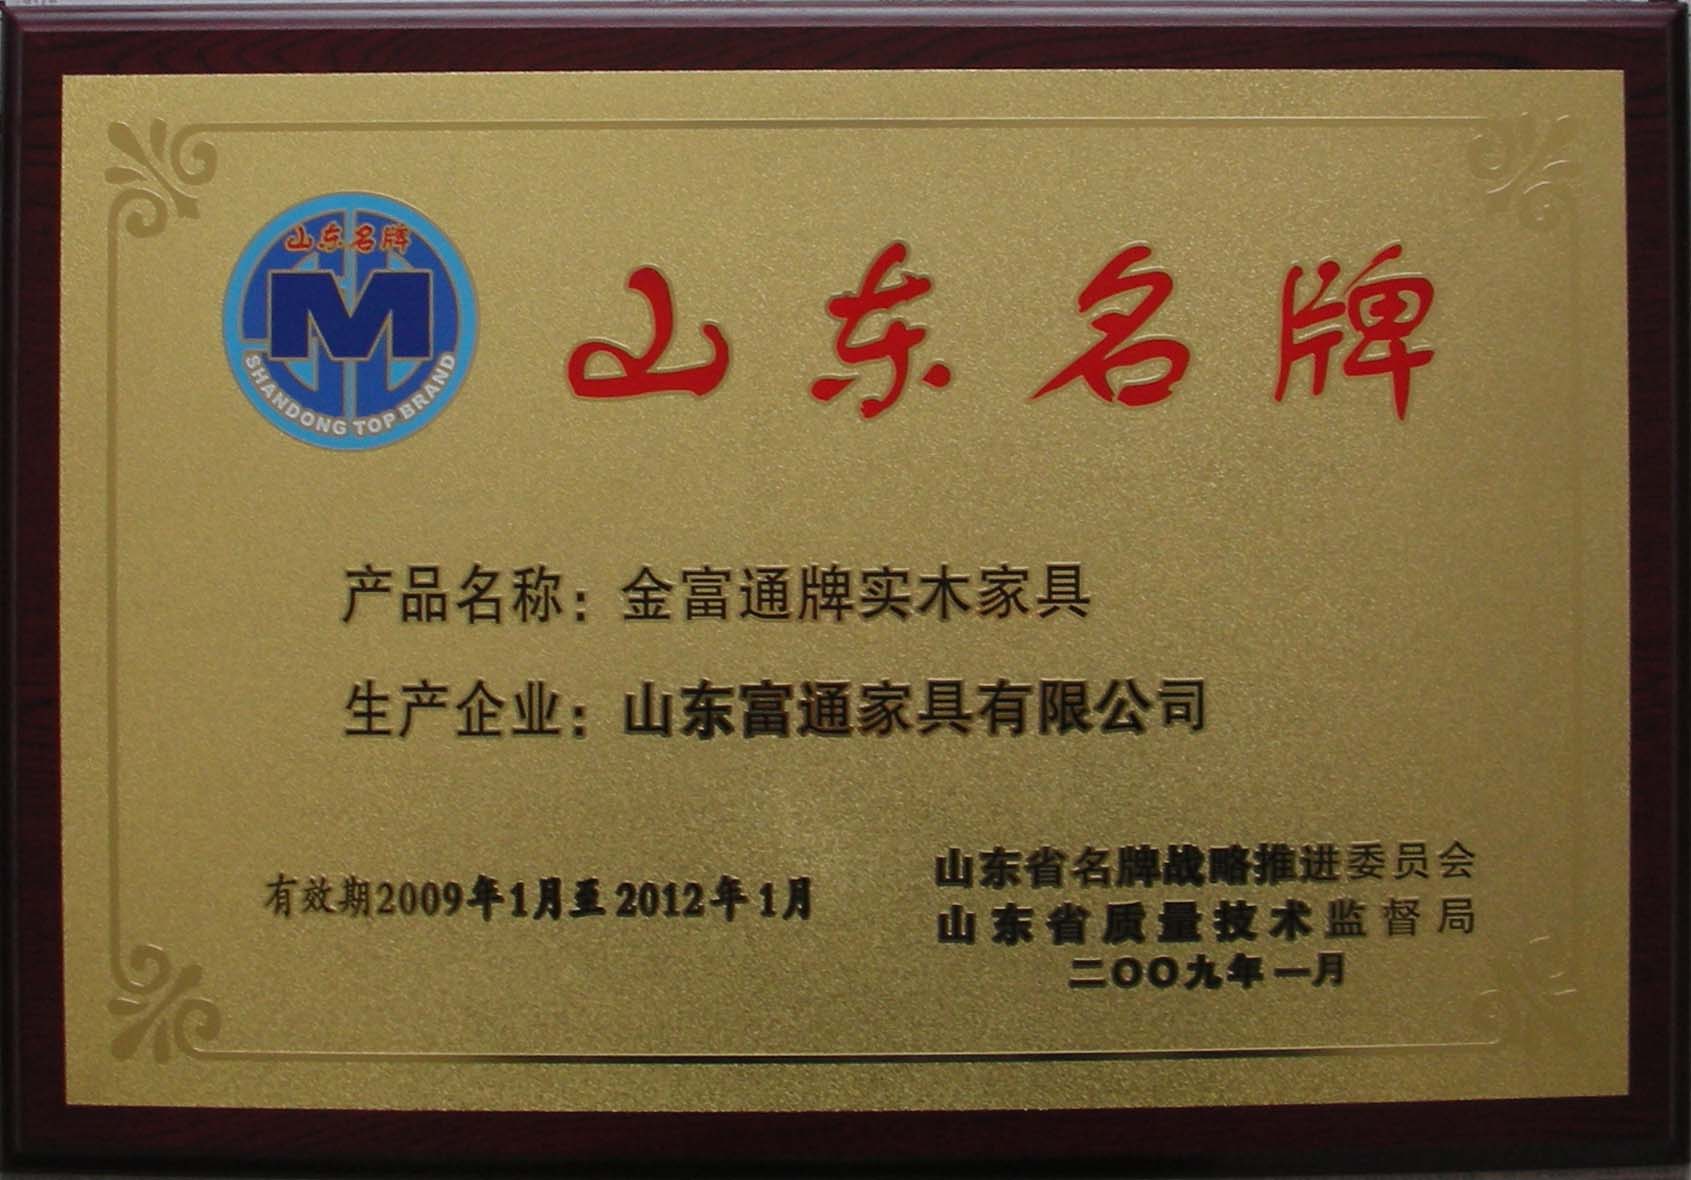 山东名牌
M
SHANDONG TOP BRAND
山东名牌
产品名称：金富通牌实木家具
生产企业：山东富通家具有限公司
有效期2009年1月至2012年1月
山东省名牌战略推进委员会
山东省质量技术监督局
二〇〇九年一月